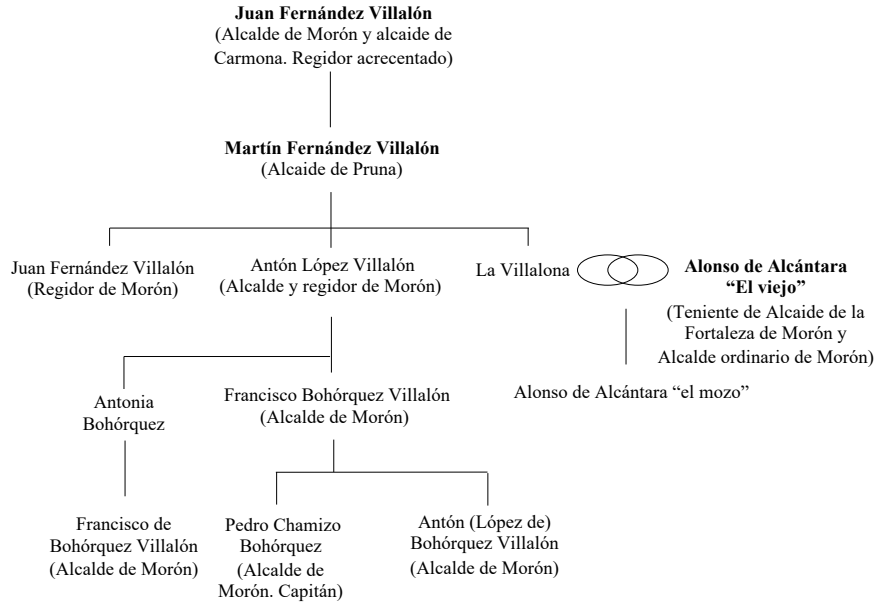 Juan Fernández Villalón
(Alcalde de Morón y alcaide de
Carmona. Regidor acrecentado)
Martín Fernández Villalón
(Alcaide de Pruna)
Juan Fernández Villalón
(Regidor de Morón)
Antón López Villalón
(Alcalde y regidor de Morón)
La Villalona
Alonso de Alcántara
“El viejo”
(Teniente de Alcaide de la
Fortaleza de Morón y
Alcalde ordinario de Morón)
Antonia
Bohórquez
Francisco Bohórquez Villalón
(Alcalde de Morón)
Alonso de Alcántara “el mozo”
Francisco de
Bohórquez Villalón
(Alcalde de Morón)
Pedro Chamizo
Bohórquez
(Alcalde de
Morón. Capitán)
Antón (López de)
Bohórquez Villalón
(Alcalde de Morón)